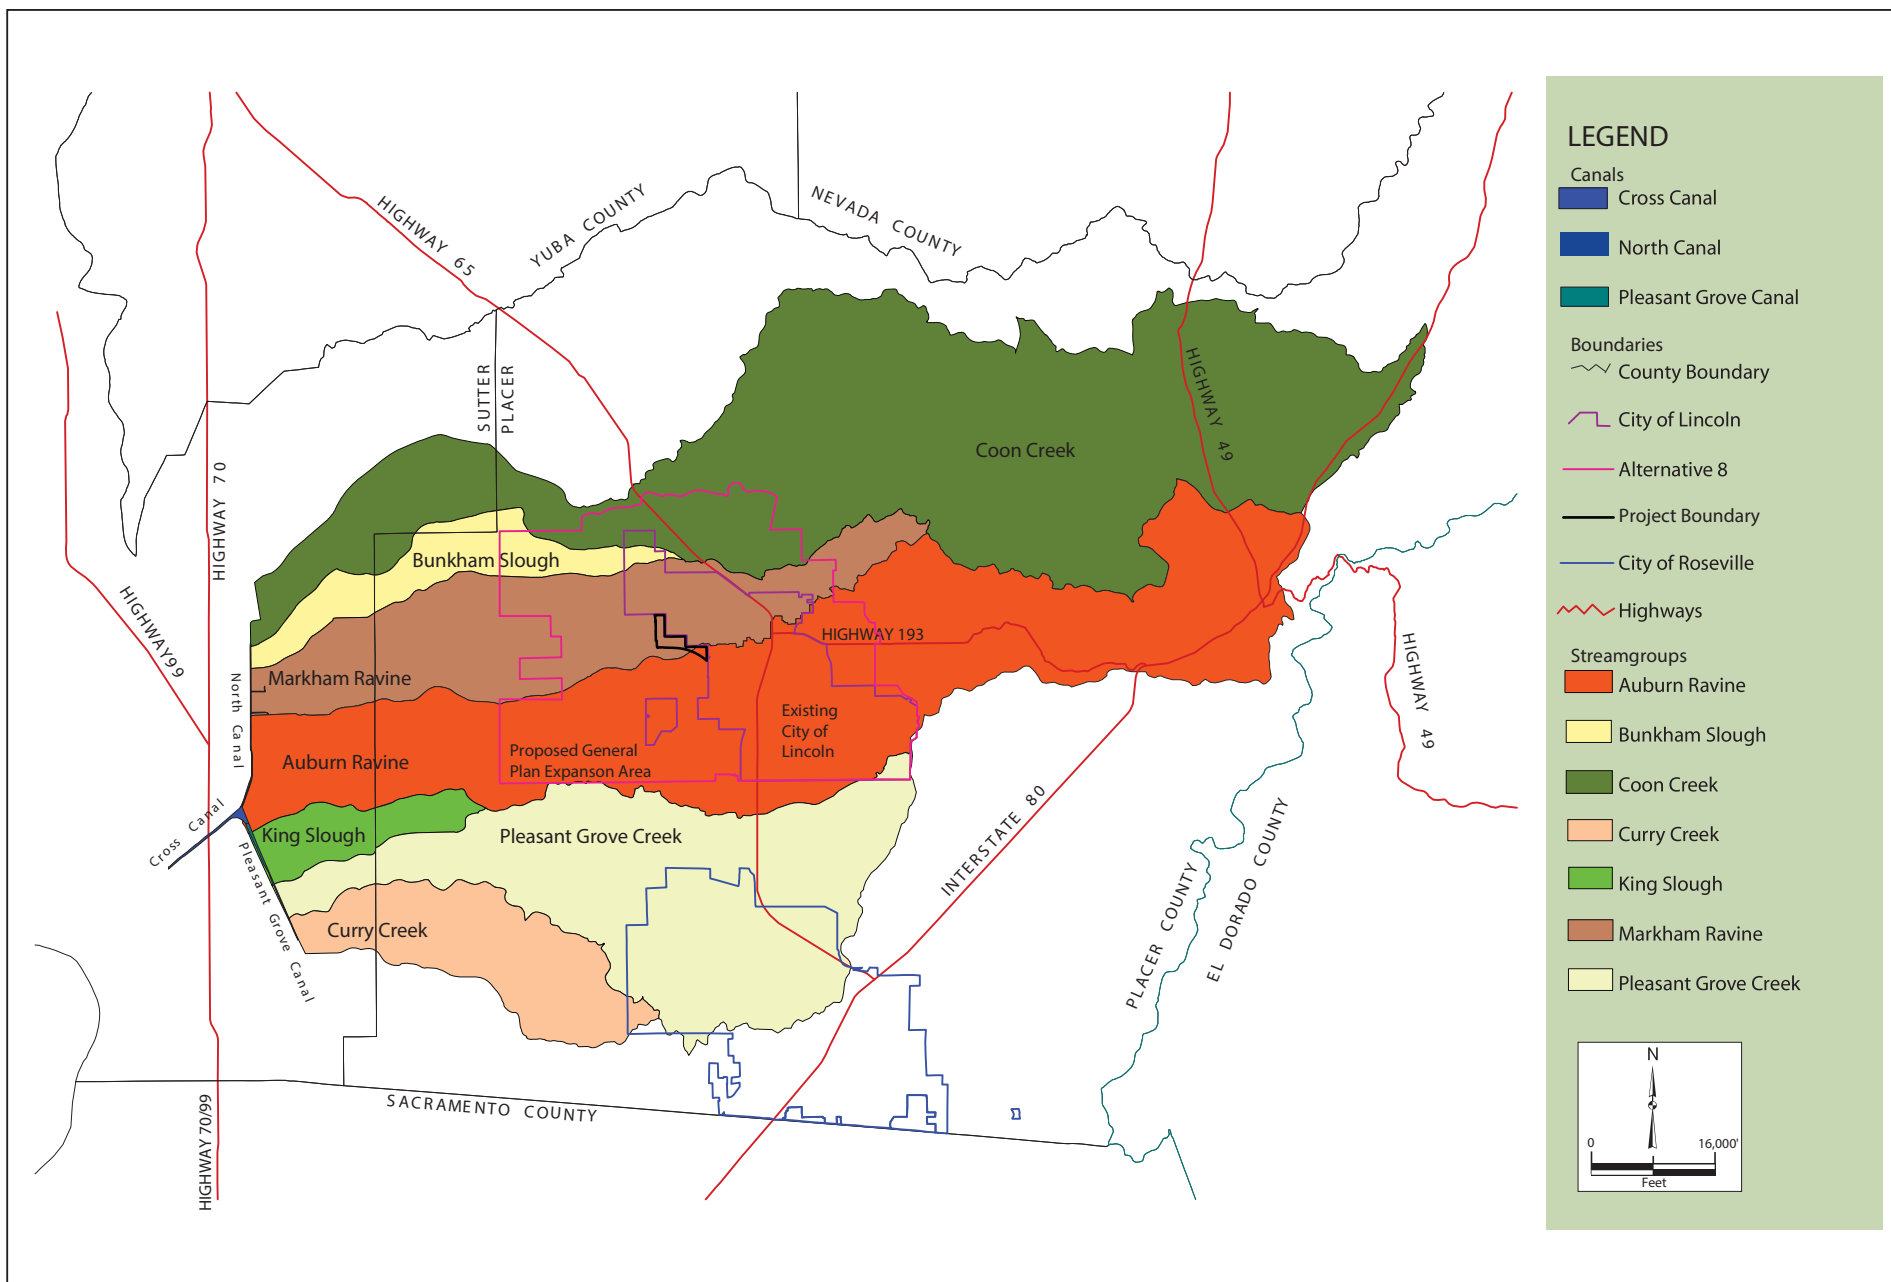 HIGHWAY 65
YUBA COUNTY
NEVADA COUNTY
SUTTER
PLACER
HIGHWAY 70
HIGHWAY 49
Coon Creek
Bunkham Slough
HIGHWAY99
HIGHWAY 193
Markham Ravine
North Canal
HIGHWAY 49
Existing
City of
Lincoln
Proposed General
Plan Expanson Area
Auburn Ravine
Cross Canal
King Slough
Pleasant Grove Creek
INTERSTATE 80
Pleasant Grove Canal
Curry Creek
PLACER COUNTY
EL DORADO COUNTY
SACRAMENTO COUNTY
HIGHWAY 70/99
LEGEND
Canals
Cross Canal
North Canal
Pleasant Grove Canal
Boundaries
County Boundary
City of Lincoln
Alternative 8
Project Boundary
City of Roseville
Highways
Streamgroups
Auburn Ravine
Bunkham Slough
Coon Creek
Curry Creek
King Slough
Markham Ravine
Pleasant Grove Creek
N
0 16,000'
Feet